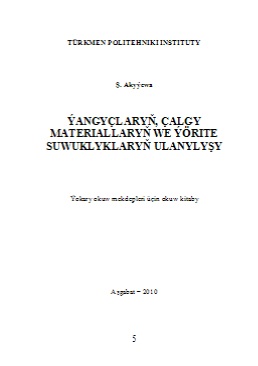 TÜRKMEN POLITEHNIKI INSTITUTY
Ş. Akyýewa
ÝANGYÇLARYŇ, ÇALGY
MATERIALLARYŇ WE ÝÖRITE
SUWUKLYKLARYŇ ULANYLYŞY
Ýokary okuw mekdepleri üçin okuw kitaby
Aşgabat – 2010
5